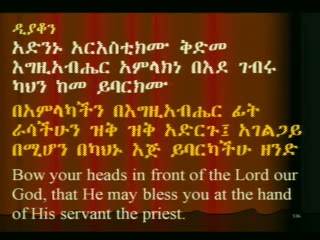 ዲያቆን
አድንኑ አርእስቲክሙ ቅድመ
እግዚአብሔር አምላክነ በእደ ገብሩ
ካህን ከመ ይባርክሙ
በአምላካችን በእግዚአብሔር ፊት
ራሳችሁን ዝቅ ዝቅ አድርጉ፤ አገልጋይ
በሚሆን በካህኑ እጅ ይባርካችሁ ዘንድ
Bow your heads in front of the Lord our
God, that He may bless you at the hand
of His servant the priest.